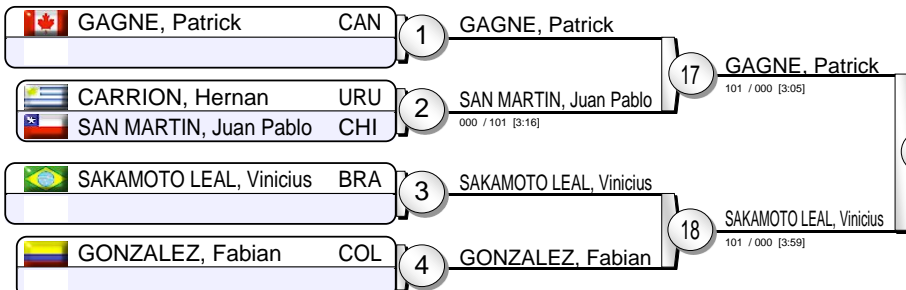 GAGNE, Patrick CAN
1
GAGNE, Patrick
17
GAGNE, Patrick
101 / 000 [3:05]
CARRION, Hernan URU
SAN MARTIN, Juan Pablo CHI
2
SAN MARTIN, Juan Pablo
000 / 101 [3:16]
SAKAMOTO LEAL, Vinicius BRA
3
SAKAMOTO LEAL, Vinicius
18
SAKAMOTO LEAL, Vinicius
101 / 000 [3:59]
GONZALEZ, Fabian COL
4
GONZALEZ, Fabian